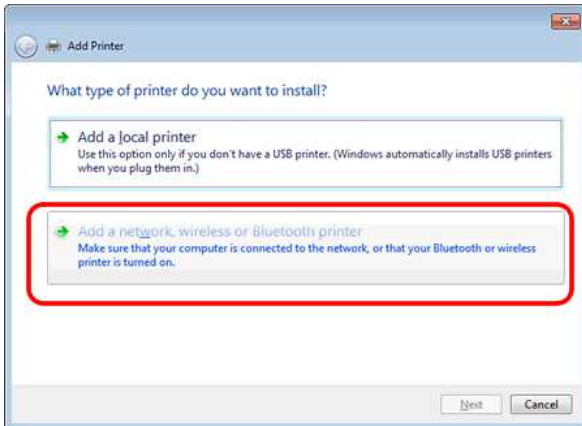 Add Printer
What type of printer do you want to install?
Add a local printer
Use this option only if you don't have a USB printer. (Windows automatically installs USB printers
when you plug them in.)
Add a network, wireless or Bluetooth printer
Make sure that your computer is connected to the network, or that your Bluetooth or wireless
printer is turned on.
Next Cancel